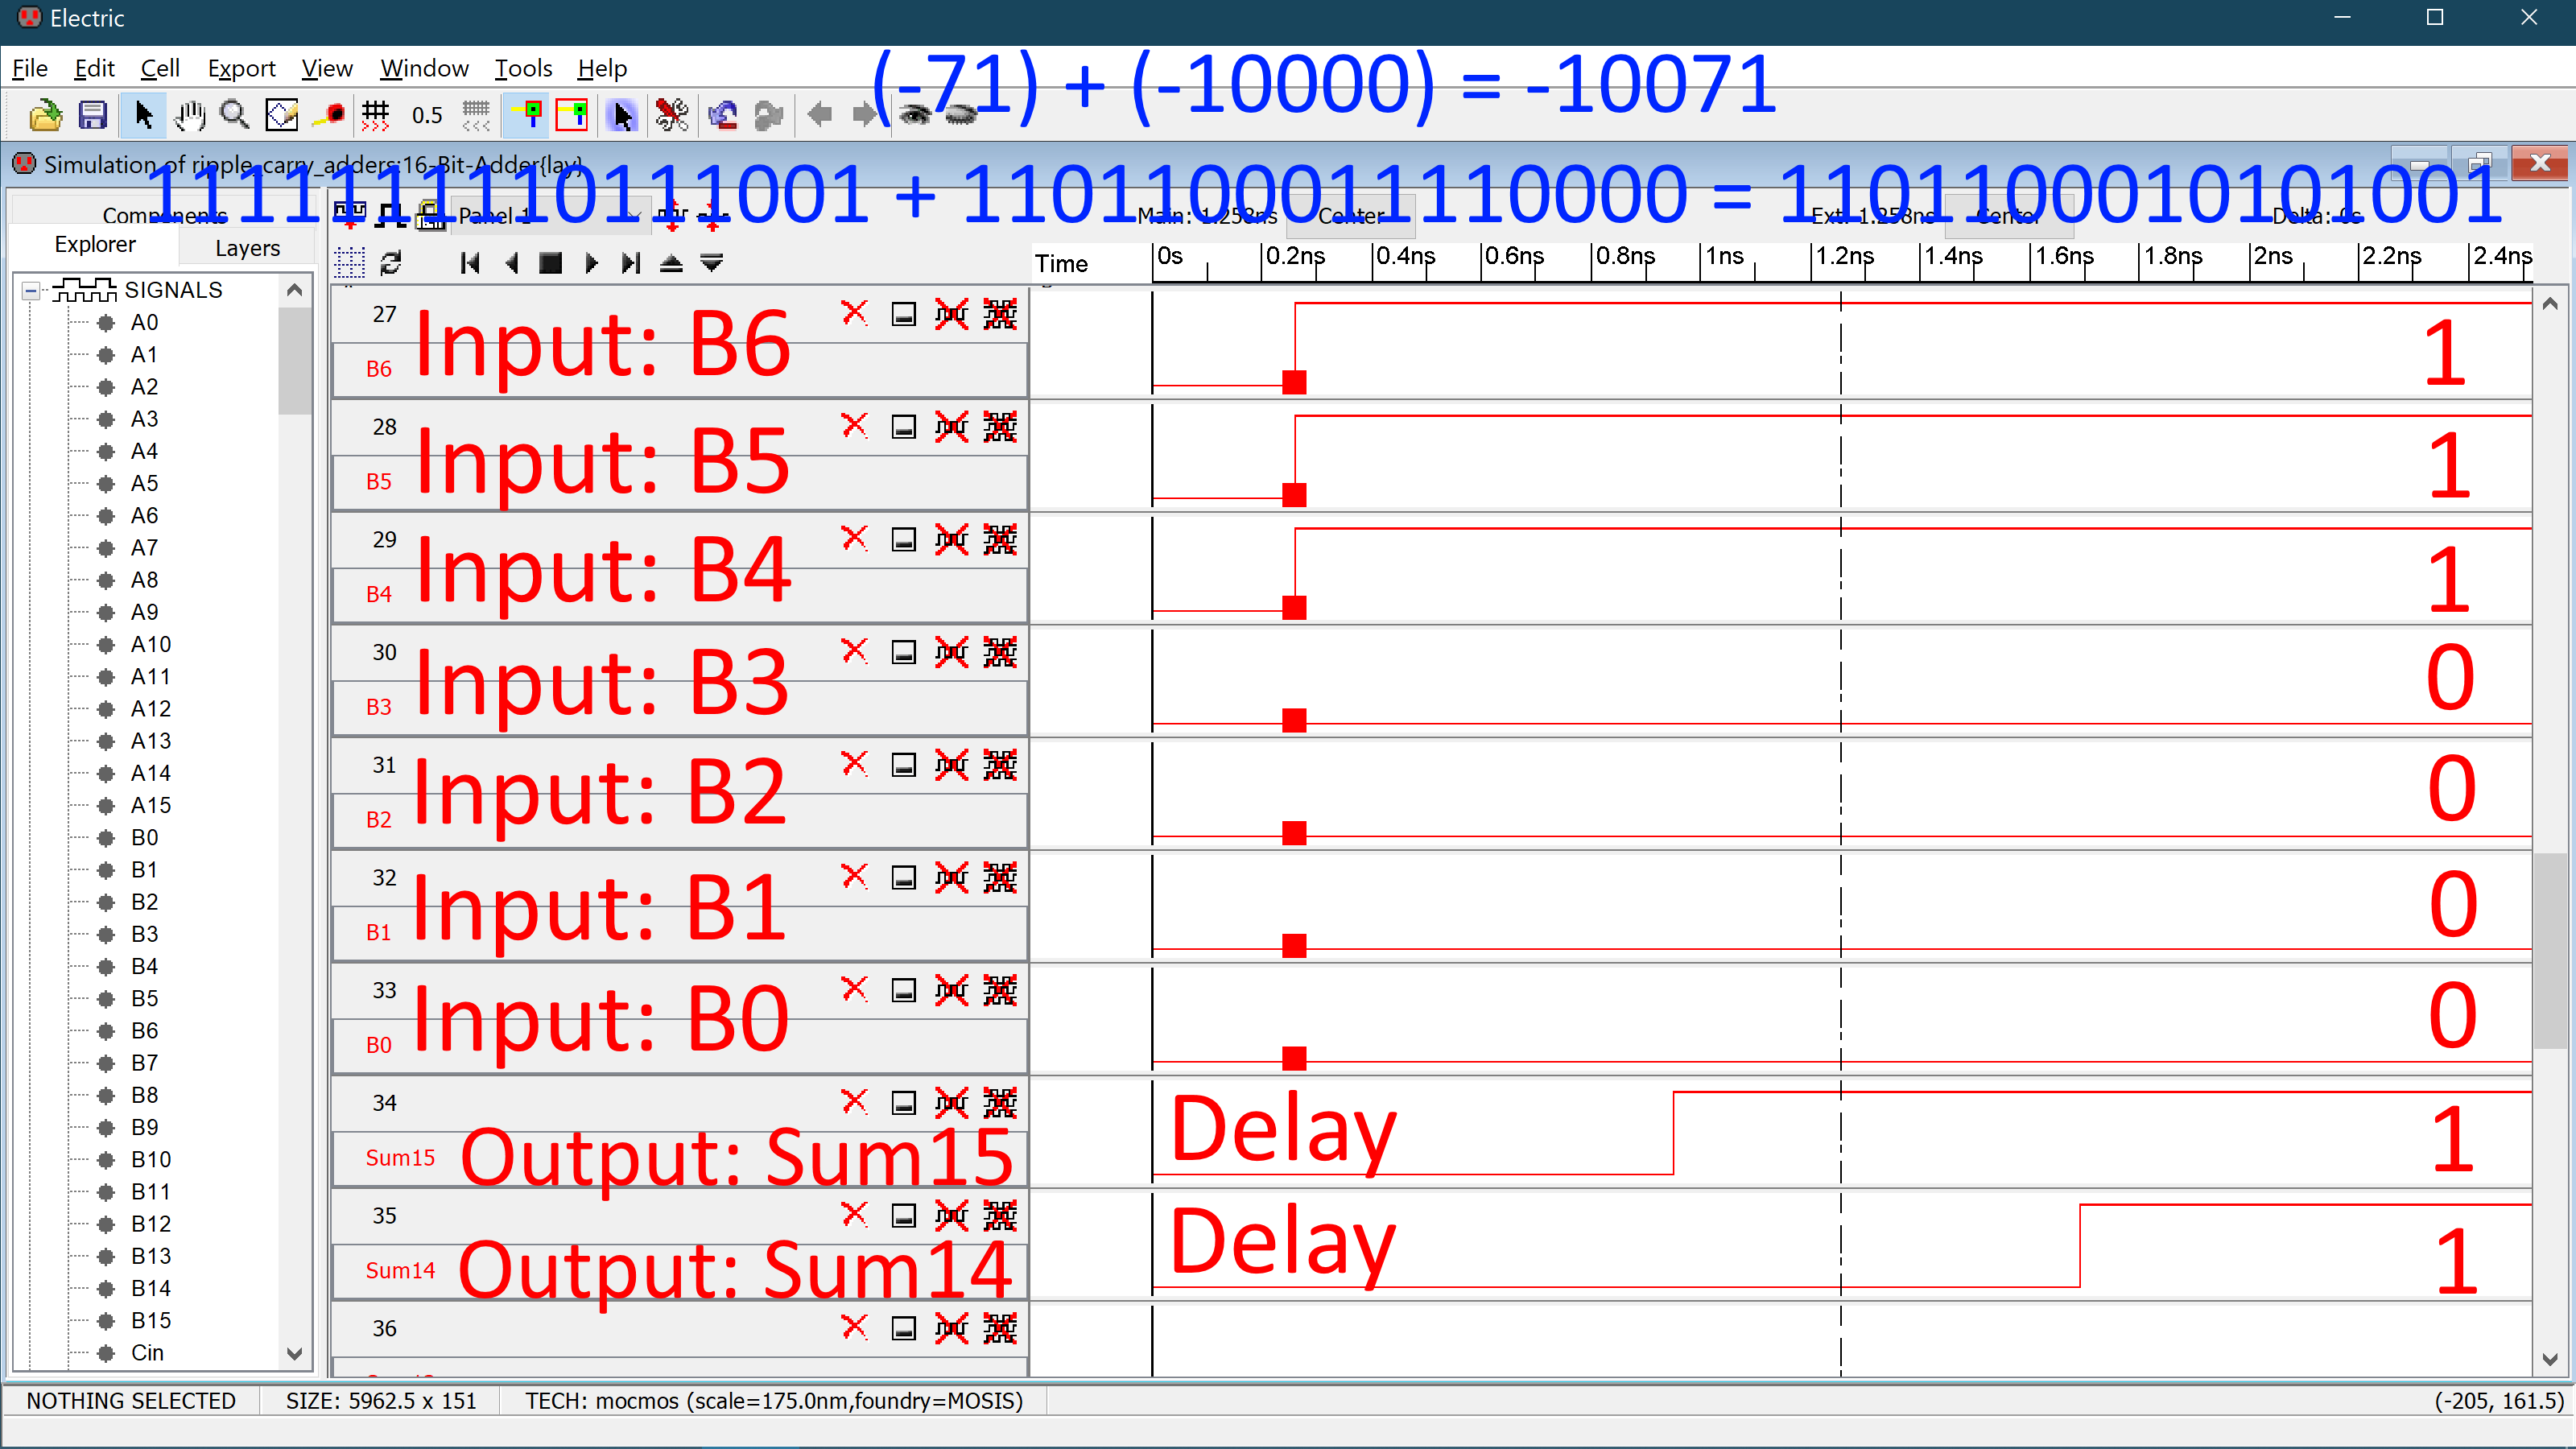 Electric
File Edit Cell Export View Window Tools Help
(-71) + (-10000) = -10071
0.5
Simulation of ripple_carry_adders:16-Bit-Adder{lay}
1111111110111001 + 1101100011110000 = 1101100010101001
Components
Panel 1
Main: 1.258ns Center Ext: 1.258ns Center Delta: 0s
Explorer Layers
Time 0s 0.2ns 0.4ns 0.6ns 0.8ns 1ns 1.2ns 1.4ns 1.6ns 1.8ns 2ns 2.2ns 2.4ns
SIGNALS
A0
A1
A2
A3
A4
A5
A6
A7
A8
A9
A10
A11
A12
A13
A14
A15
B0
B1
B2
B3
B4
B5
B6
B7
B8
B9
B10
B11
B12
B13
B14
B15
Cin
27
B6 Input: B6 1
28
B5 Input: B5 1
29
B4 Input: B4 1
30
B3 Input: B3 0
31
B2 Input: B2 0
32
B1 Input: B1 0
33
B0 Input: B0 0
34
Sum15 Output: Sum15 Delay 1
35
Sum14 Output: Sum14 Delay 1
36
NOTHING SELECTED SIZE: 5962.5 x 151 TECH: mocmos (scale=175.0nm,foundry=MOSIS) (-205, 161.5)